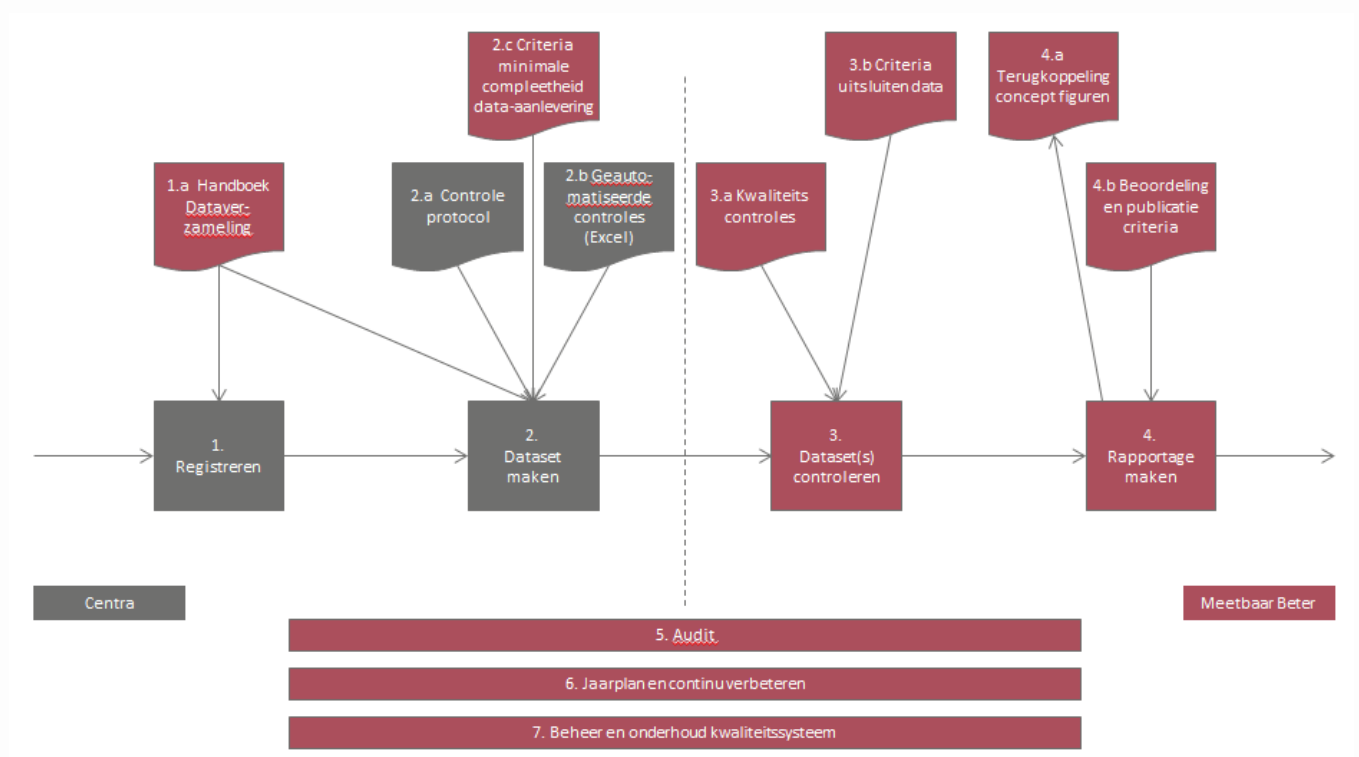 2.c Criteria
minimale
compleetheid
data-aanlevering
3.b Criteria
uitsluiten data
4.a
Terugkoppeling
concept figuren
1.a Handboek
Dataver-
zameling
2.a Controle
protocol
2.b Geauto-
matiseerde
controles
(Excel)
3.a Kwaliteits
controles
4.b Beoordeling
en publicatie
criteria
1.
Registreren
2.
Dataset
maken
3.
Dataset(s)
controleren
4.
Rapportage
maken
Centra
Meetbaar Beter
5. Audit
6. Jaarplan en continu verbeteren
7. Beheer en onderhoud kwaliteitssysteem